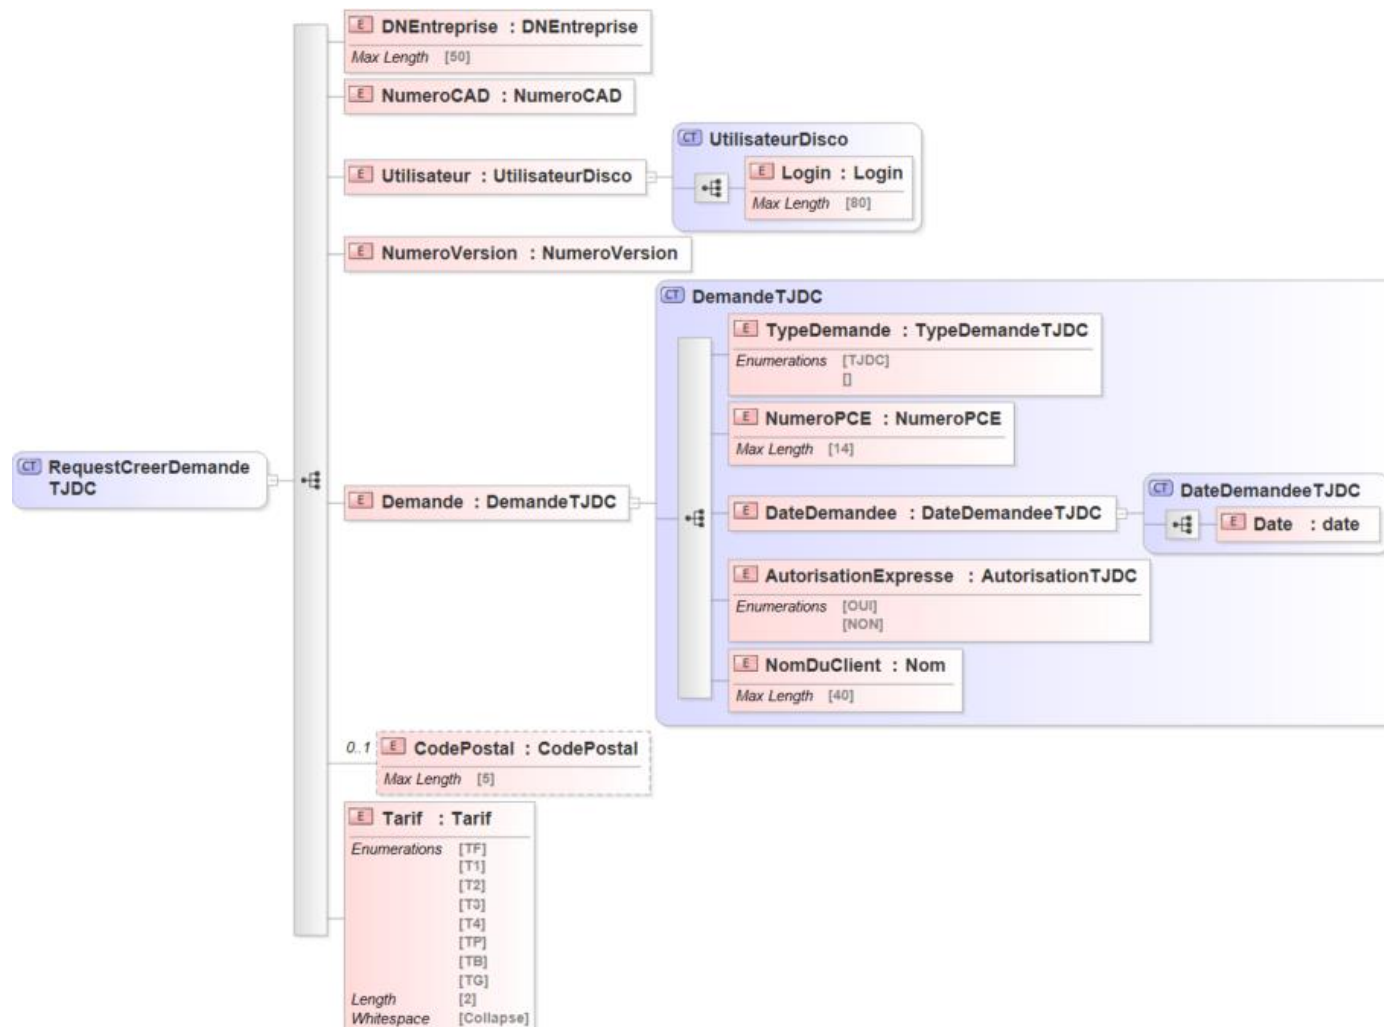 E DNEntreprise : DNEntreprise
Max Length [50]
E NumeroCAD : NumeroCAD
CT UtilisateurDisco
E Utilisateur : UtilisateurDisco
E Login : Login
Max Length [80]
E NumeroVersion : NumeroVersion
CT DemandeTJDC
E TypeDemande : TypeDemandeTJDC
Enumerations [TJDC]
[]
E NumeroPCE : NumeroPCE
Max Length [14]
CT RequestCreerDemande
TJDC
E Demande : DemandeTJDC
E DateDemandee : DateDemandeeTJDC
CT DateDemandeeTJDC
E Date : date
E AutorisationExpresse : AutorisationTJDC
Enumerations [OUI]
[NON]
E NomDuClient : Nom
Max Length [40]
0..1 E CodePostal : CodePostal
Max Length [5]
E Tarif : Tarif
Enumerations [TF]
[T1]
[T2]
[T3]
[T4]
[TP]
[TB]
[TG]
Length [2]
Whitespace [Collapse]